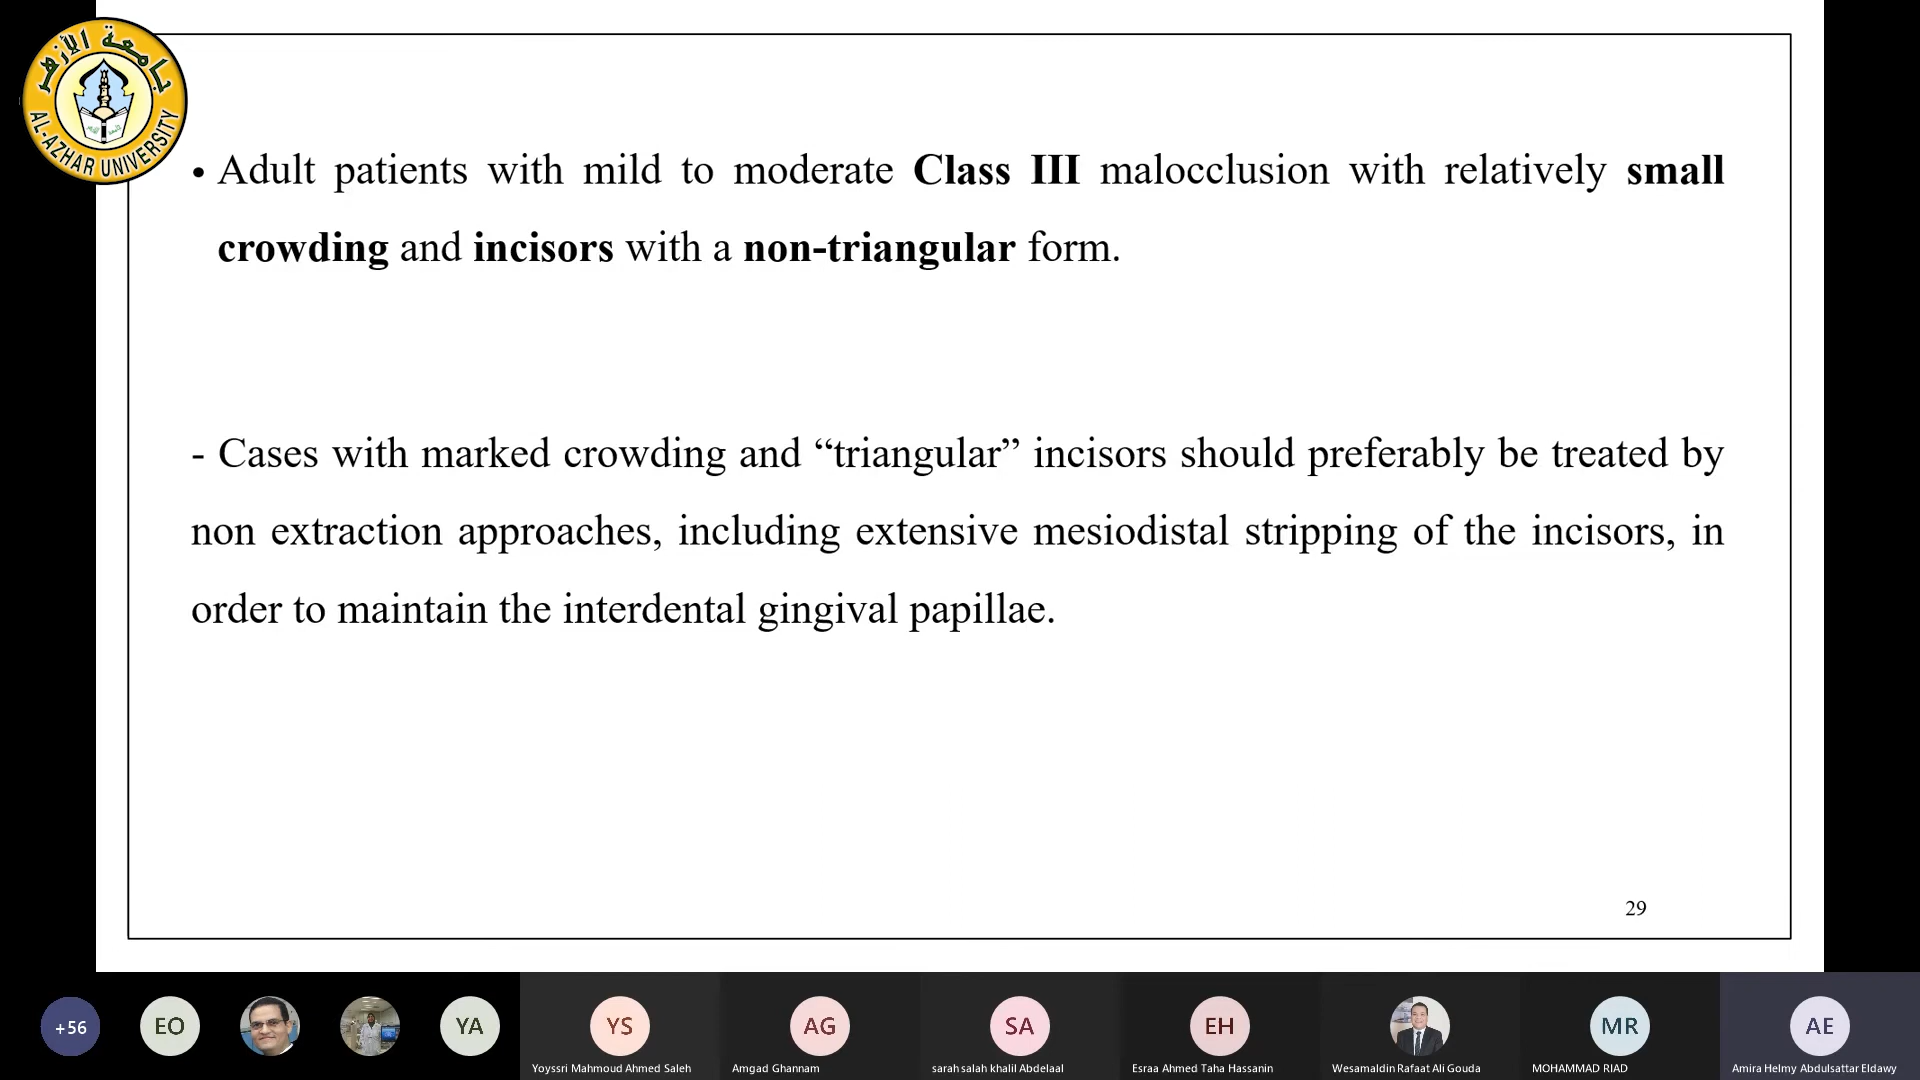 جامعة الأزهر
AL-AZHAR UNIVERSITY
• Adult patients with mild to moderate Class III malocclusion with relatively small
crowding and incisors with a non-triangular form.
- Cases with marked crowding and “triangular” incisors should preferably be treated by
non extraction approaches, including extensive mesiodistal stripping of the incisors, in
order to maintain the interdental gingival papillae.
29
+56
EO
YA
YS
AG
SA
EH
MR
AE
Yoyssri Mahmoud Ahmed Saleh
Amgad Ghannam
sarah salah khalil Abdelaal
Esraa Ahmed Taha Hassanin
Wesamaldin Rafaat Ali Gouda
MOHAMMAD RIAD
Amira Helmy Abdulsattar Eldawy